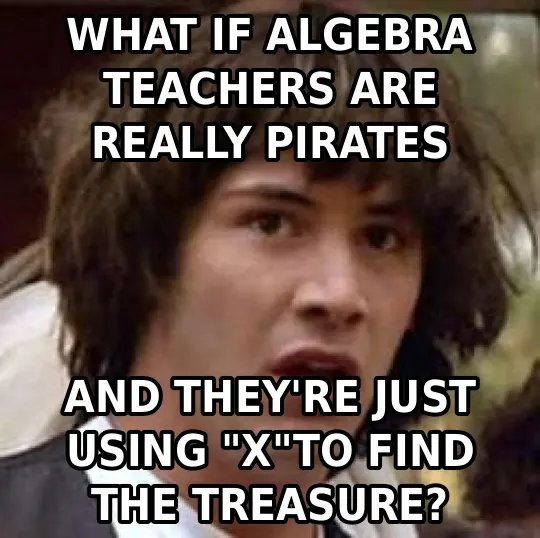 WHAT IF ALGEBRA
TEACHERS ARE
REALLY PIRATES
AND THEY'RE JUST
USING "X"TO FIND
THE TREASURE?